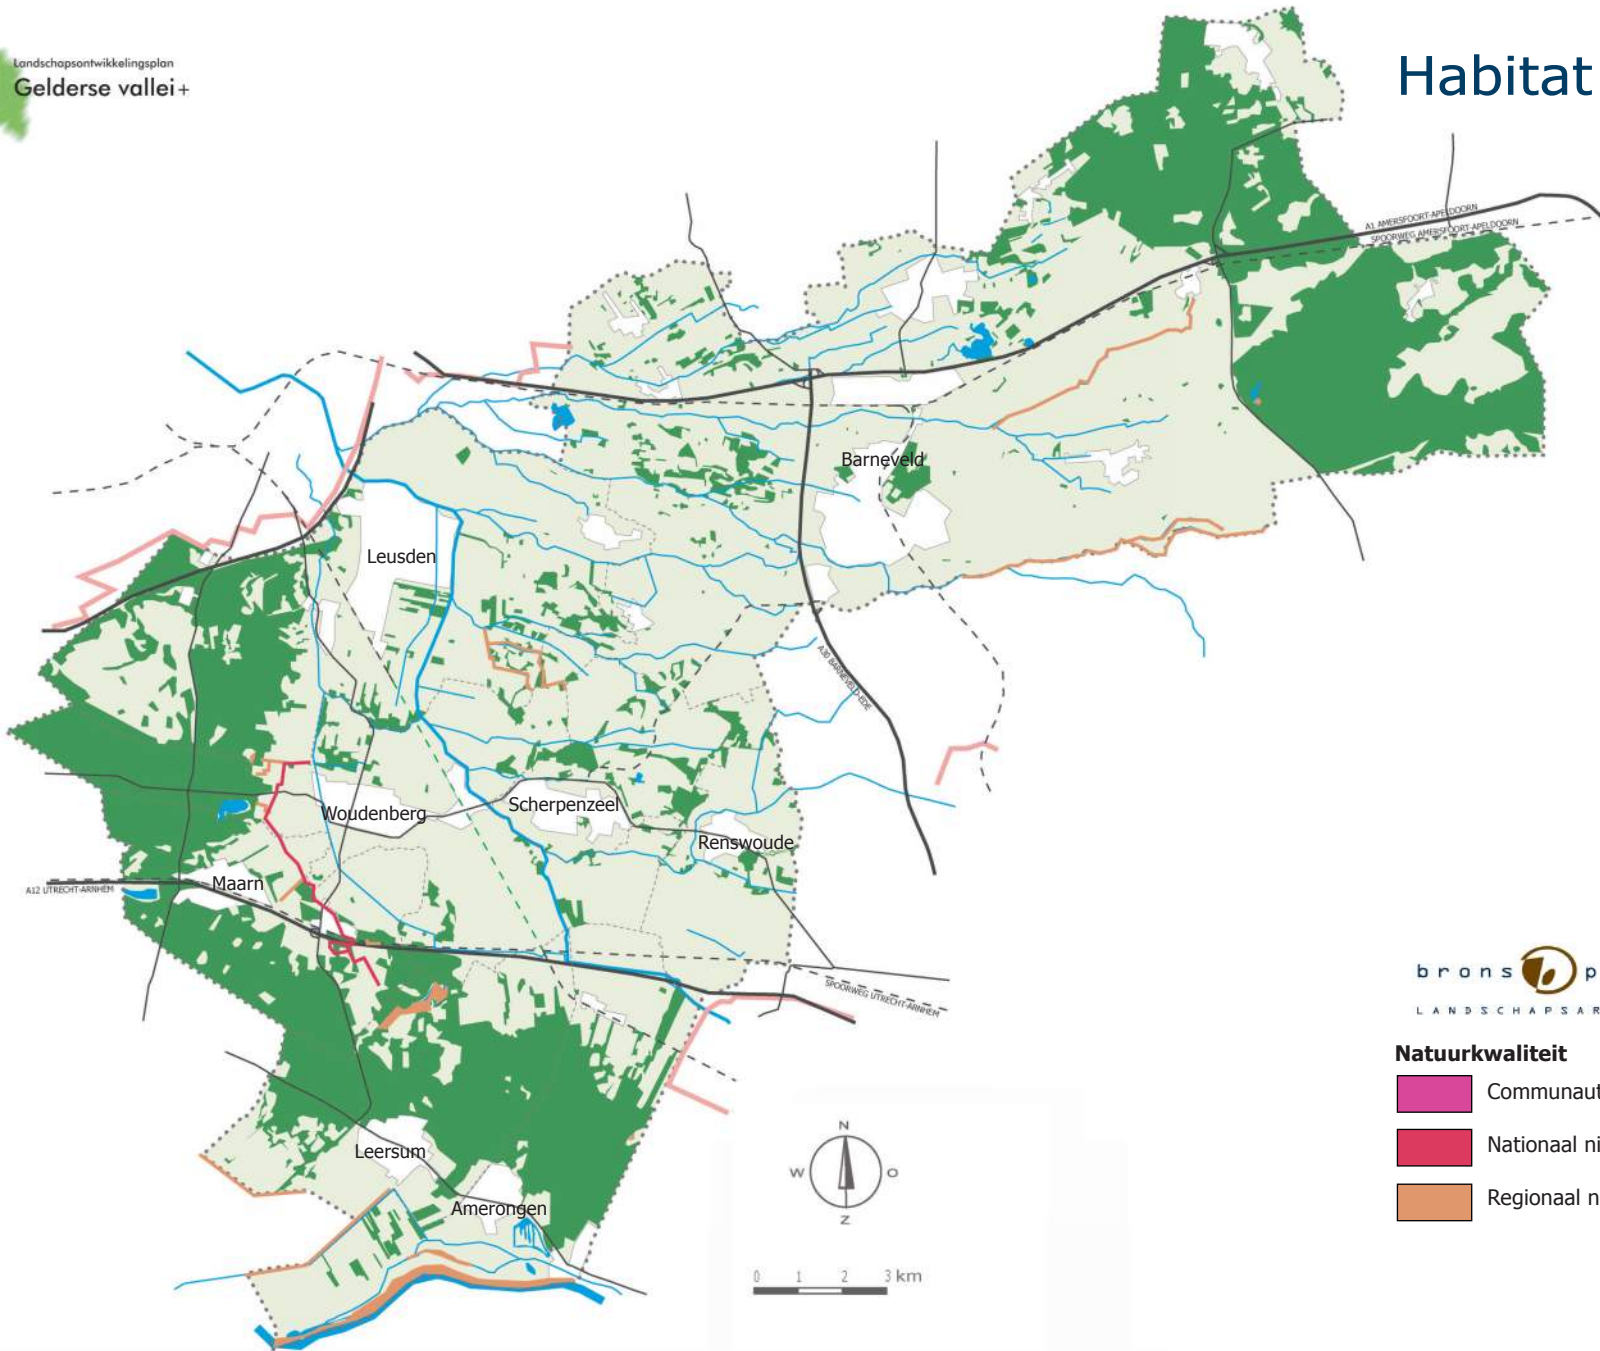 Landschapsontwikkelingsplan
Gelderse vallei+
Habitat
A1 AMERSFOORT-APELDOORN
SPOORWEG AMERSFOORT-APELDOORN
Barneveld
Leusden
A30 BARNEVELD-EDE
Woudenberg
Scherpenzeel
Renswoude
Maarn
A12 UTRECHT-ARNHEM
SPOORWEG UTRECHT-ARNHEM
Leersum
Amerongen
N
W O
Z
0 1 2 3 km
brons p
LANDSCHAPSAR
Natuurkwaliteit
Communaut
Nationaal ni
Regionaal n